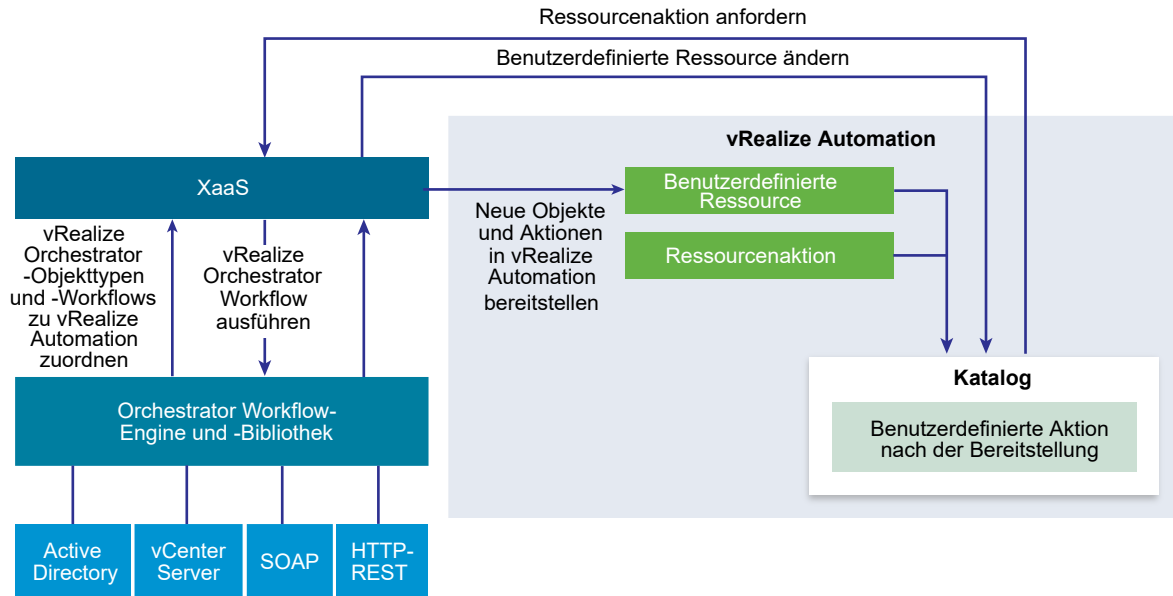 Ressourcenaktion anfordern
Benutzerdefinierte Ressource ändern
vRealize Automation
XaaS
Benutzerdefinierte
Ressource
Ressourcenaktion
Neue Objekte
und Aktionen
in vRealize
Automation
bereitstellen
vRealize
Orchestrator
-Objekttypen
und -Workflows
zu vRealize
Automation
zuordnen
vRealize
Orchestrator
Workflow
ausführen
Katalog
Benutzerdefinierte Aktion
nach der Bereitstellung
Orchestrator Workflow-
Engine und -Bibliothek
Active
Directory
vCenter
Server
SOAP
HTTP-
REST